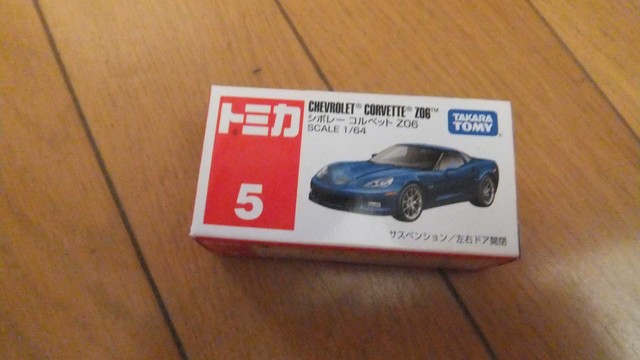 トミカ
5
CHEVROLET® CORVETTE® Z06™
シボレー コルベット Z06
SCALE 1/64
TAKARA
TOMY
サスペンション/左右ドア開閉